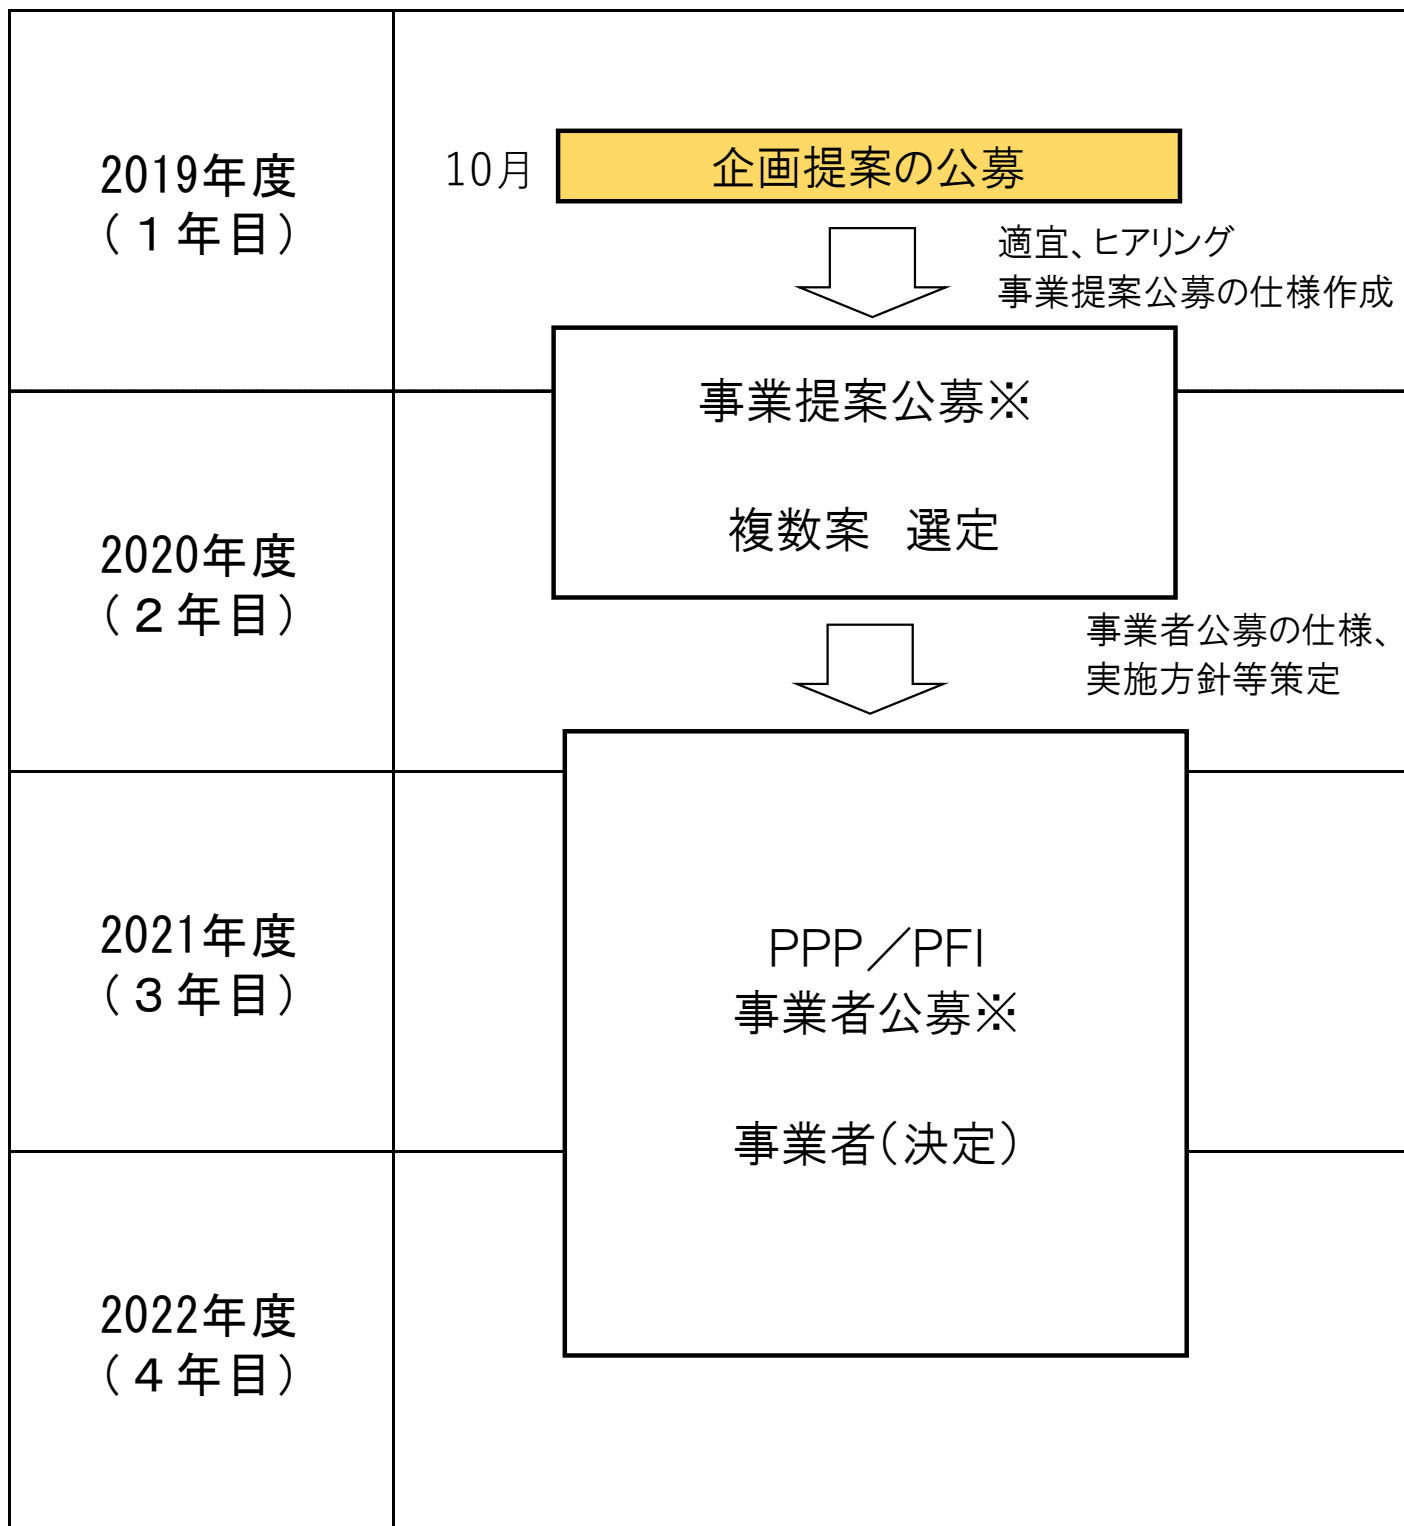 2019年度
(１年目)
10月
企画提案の公募
適宜、ヒアリング
事業提案公募の仕様作成
事業提案公募※
複数案　選定
2020年度
(２年目)
事業者公募の仕様、
実施方針等策定
2021年度
(３年目)
PPP／PFI
事業者公募※
事業者（決定）
2022年度
(４年目)